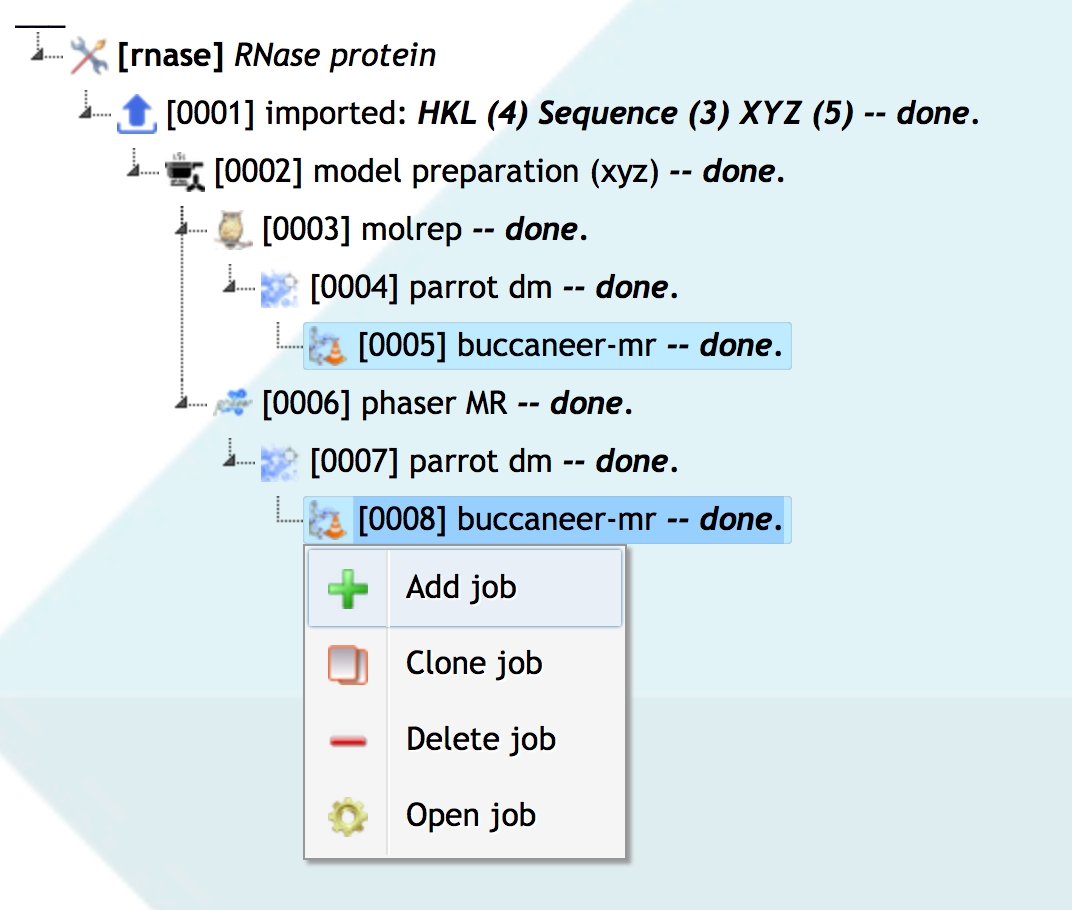 [rnase] RNase protein
[0001] imported: HKL (4) Sequence (3) XYZ (5) -- done.
[0002] model preparation (xyz) -- done.
[0003] molrep -- done.
[0004] parrot dm -- done.
[0005] buccaneer-mr -- done.
[0006] phaser MR -- done.
[0007] parrot dm -- done.
[0008] buccaneer-mr -- done.
Add job
Clone job
Delete job
Open job